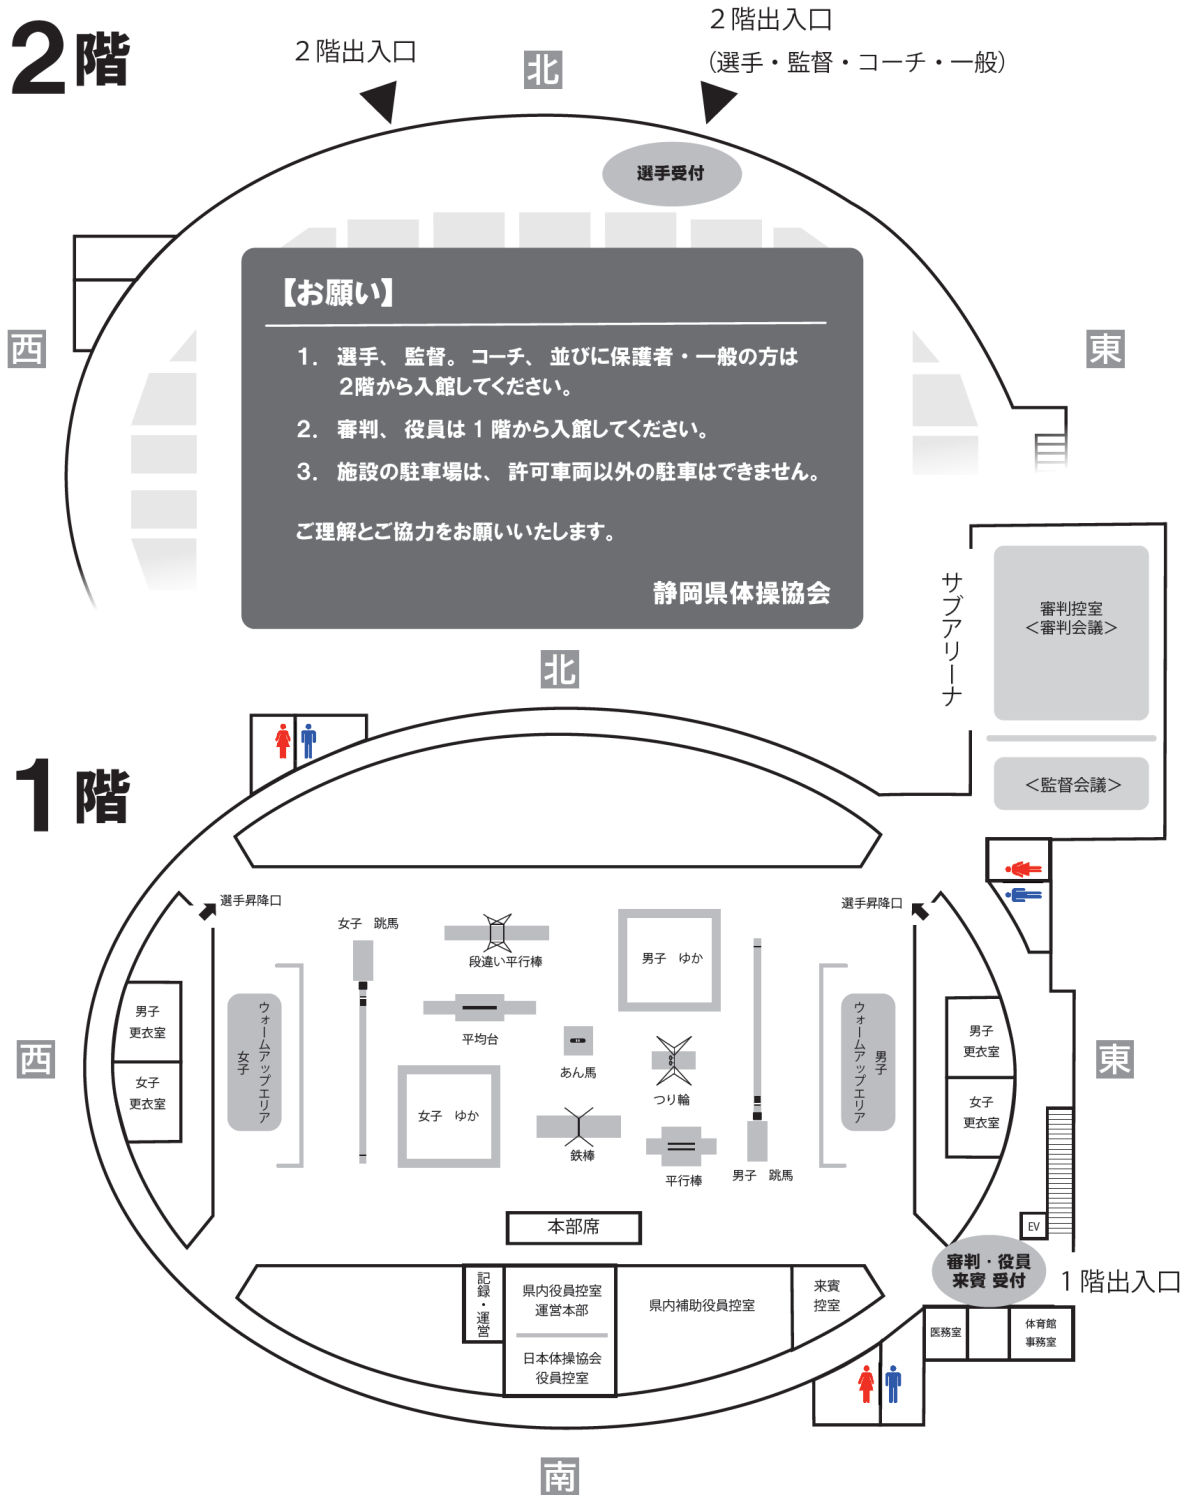 2階
2階出入口
北
2階出入口
(選手・監督・コーチ・一般)
選手受付
西
東
【お願い】
1. 選手、監督。コーチ、並びに保護者・一般の方は
2階から入館してください。
2. 審判、役員は1階から入館してください。
3. 施設の駐車場は、許可車両以外の駐車はできません。
ご理解とご協力をお願いいたします。
静岡県体操協会
サブアリーナ
審判控室
<審判会議>
<監督会議>
1階
北
選手昇降口
選手昇降口
女子 跳馬
段違い平行棒
男子 ゆか
平均台
あん馬
つり輪
女子 ゆか
鉄棒
平行棒
男子 跳馬
西
男子
更衣室
女子
更衣室
ウォームアップエリア
女子
ウォームアップエリア
男子
男子
更衣室
女子
更衣室
東
本部席
EV
審判・役員
来賓 受付
1階出入口
記録・運営
県内役員控室
運営本部
日本体操協会
役員控室
県内補助役員控室
来賓
控室
医務室
体育館
事務室
南